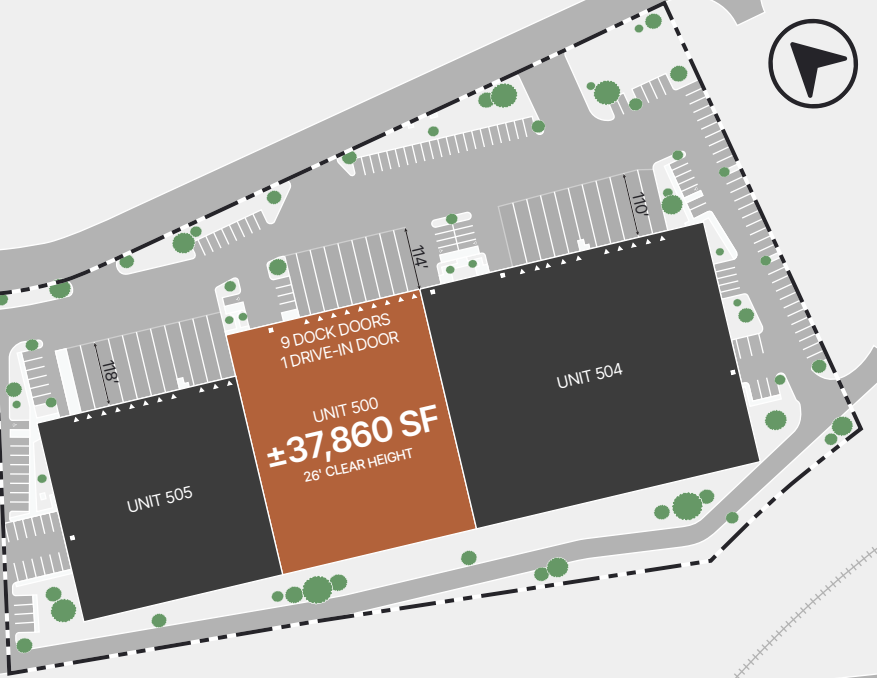 110'
114'
118'
9 DOCK DOORS
1 DRIVE-IN DOOR
UNIT 500
±37,860 SF
26' CLEAR HEIGHT
UNIT 504
UNIT 505